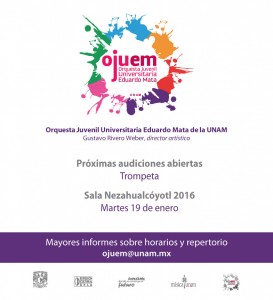 ojuem
Orquesta Juvenil
Universitaria
Eduardo Mata
Orquesta Juvenil Universitaria Eduardo Mata de la UNAM
Gustavo Rivero Weber, director artístico
Próximas audiciones abiertas
Trompeta
Sala Nezahualcóyotl 2016
Martes 19 de enero
Mayores informes sobre horarios y repertorio
ojuem@unam.mx
música unam